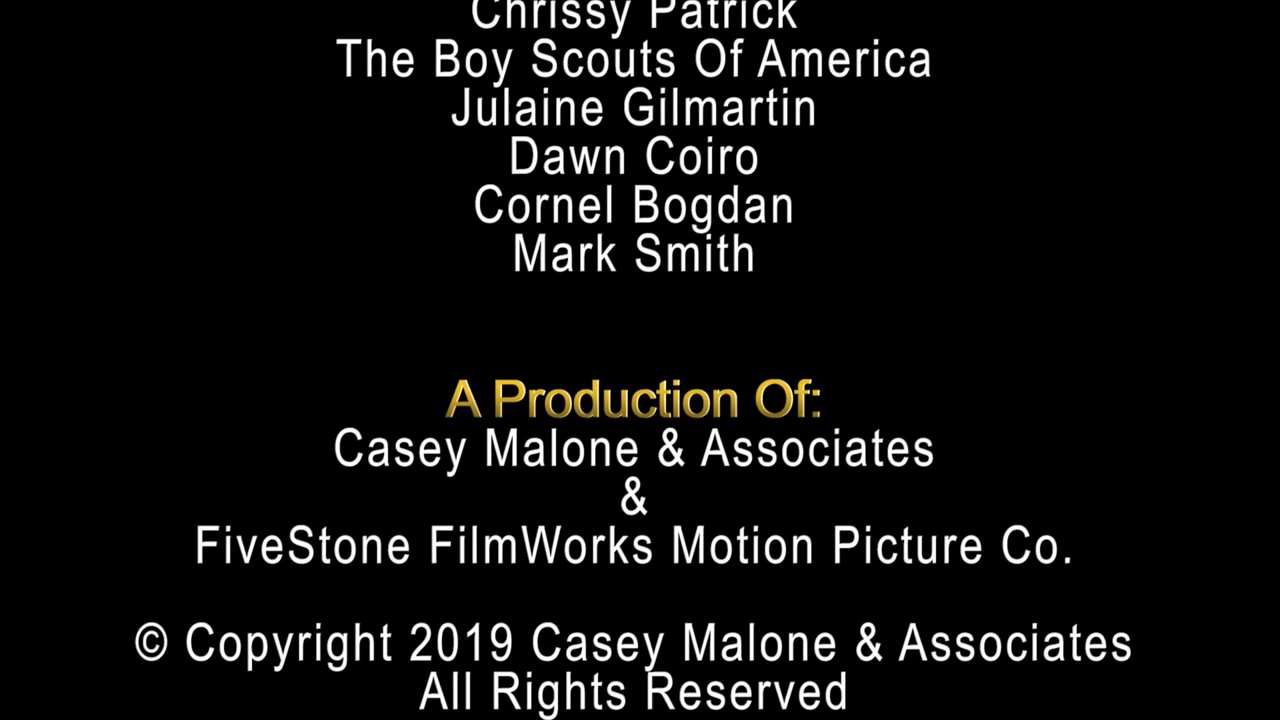 Chrissy Patrick
The Boy Scouts Of America
Julaine Gilmartin
Dawn Coiro
Cornel Bogdan
Mark Smith
A Production Of:
Casey Malone & Associates
&
FiveStone FilmWorks Motion Picture Co.
© Copyright 2019 Casey Malone & Associates
All Rights Reserved